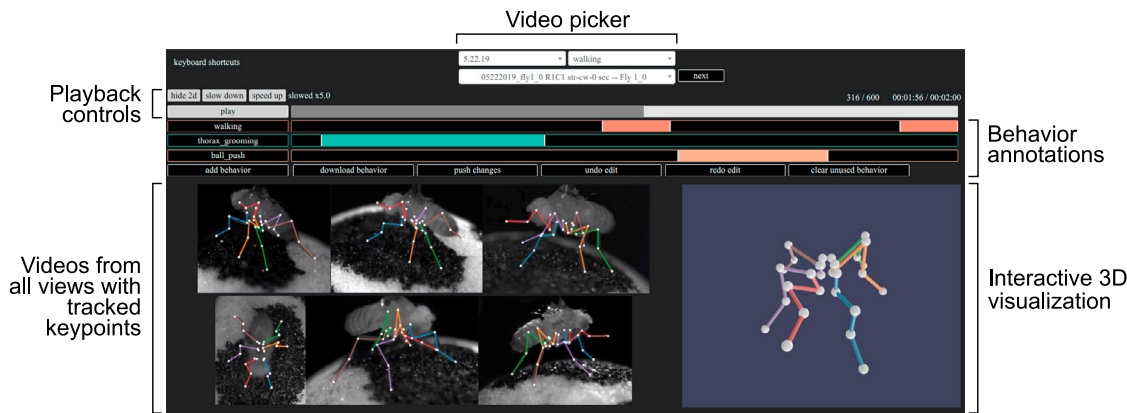 Video picker
keyboard shortcuts
5.22.19 walking
05222019_fly1_0 R1C1 str-cw-0 sec -- Fly 1_0 next
Playback
controls
hide 2d slow down speed up slowed x5.0 316 / 600 00:01:56 / 00:02:00
play
walking
thorax_grooming
ball_push
add behavior download behavior push changes undo edit redo edit clear unused behavior
Behavior
annotations
Videos from
all views with
tracked
keypoints
Interactive 3D
visualization